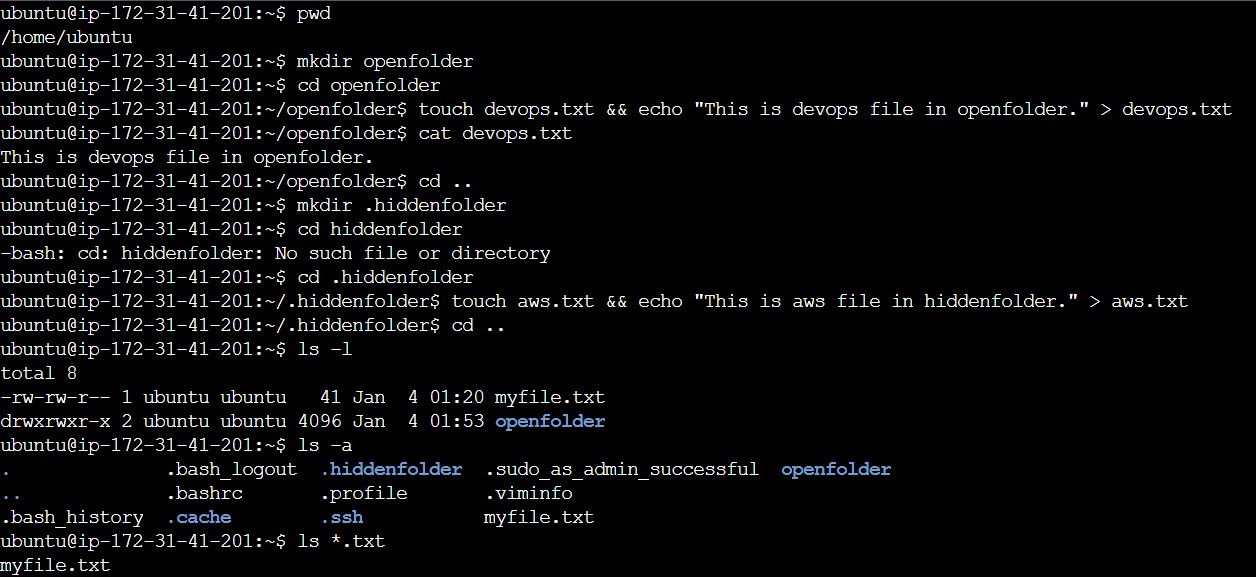 ubuntu@ip-172-31-41-201:~$ pwd
/home/ubuntu
ubuntu@ip-172-31-41-201:~$ mkdir openfolder
ubuntu@ip-172-31-41-201:~$ cd openfolder
ubuntu@ip-172-31-41-201:~/openfolder$ touch devops.txt && echo "This is devops file in openfolder." > devops.txt
ubuntu@ip-172-31-41-201:~/openfolder$ cat devops.txt
This is devops file in openfolder.
ubuntu@ip-172-31-41-201:~/openfolder$ cd ..
ubuntu@ip-172-31-41-201:~$ mkdir .hiddenfolder
ubuntu@ip-172-31-41-201:~$ cd hiddenfolder
-bash: cd: hiddenfolder: No such file or directory
ubuntu@ip-172-31-41-201:~$ cd .hiddenfolder
ubuntu@ip-172-31-41-201:~/.hiddenfolder$ touch aws.txt && echo "This is aws file in hiddenfolder." > aws.txt
ubuntu@ip-172-31-41-201:~/.hiddenfolder$ cd ..
ubuntu@ip-172-31-41-201:~$ ls -l
total 8
-rw-rw-r-- 1 ubuntu ubuntu   41 Jan  4 01:20 myfile.txt
drwxrwxr-x 2 ubuntu ubuntu 4096 Jan  4 01:53 openfolder
ubuntu@ip-172-31-41-201:~$ ls -a
.              .bash_logout  .hiddenfolder  .sudo_as_admin_successful  openfolder
..             .bashrc       .profile       .viminfo
.bash_history  .cache        .ssh           myfile.txt
ubuntu@ip-172-31-41-201:~$ ls *.txt
myfile.txt